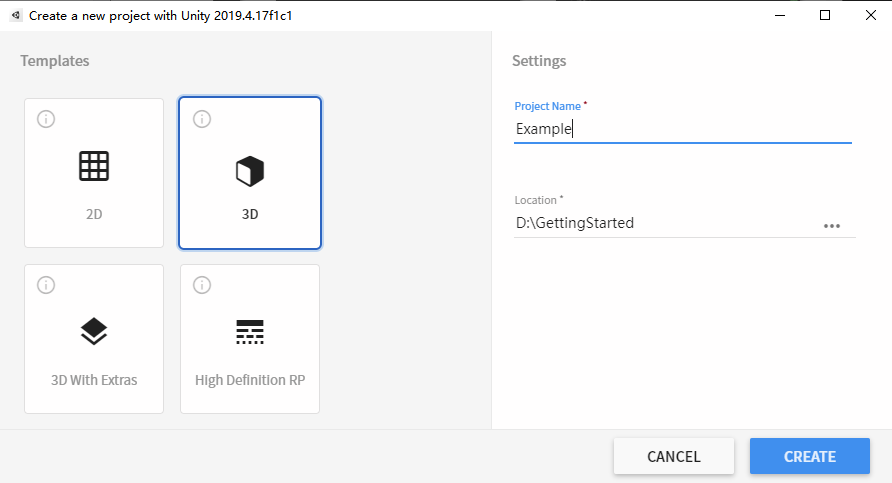 Create a new project with Unity 2019.4.17f1c1
Templates
2D
3D
3D With Extras
High Definition RP
Settings
Project Name *
Example
Location *
D:\GettingStarted
CANCEL
CREATE